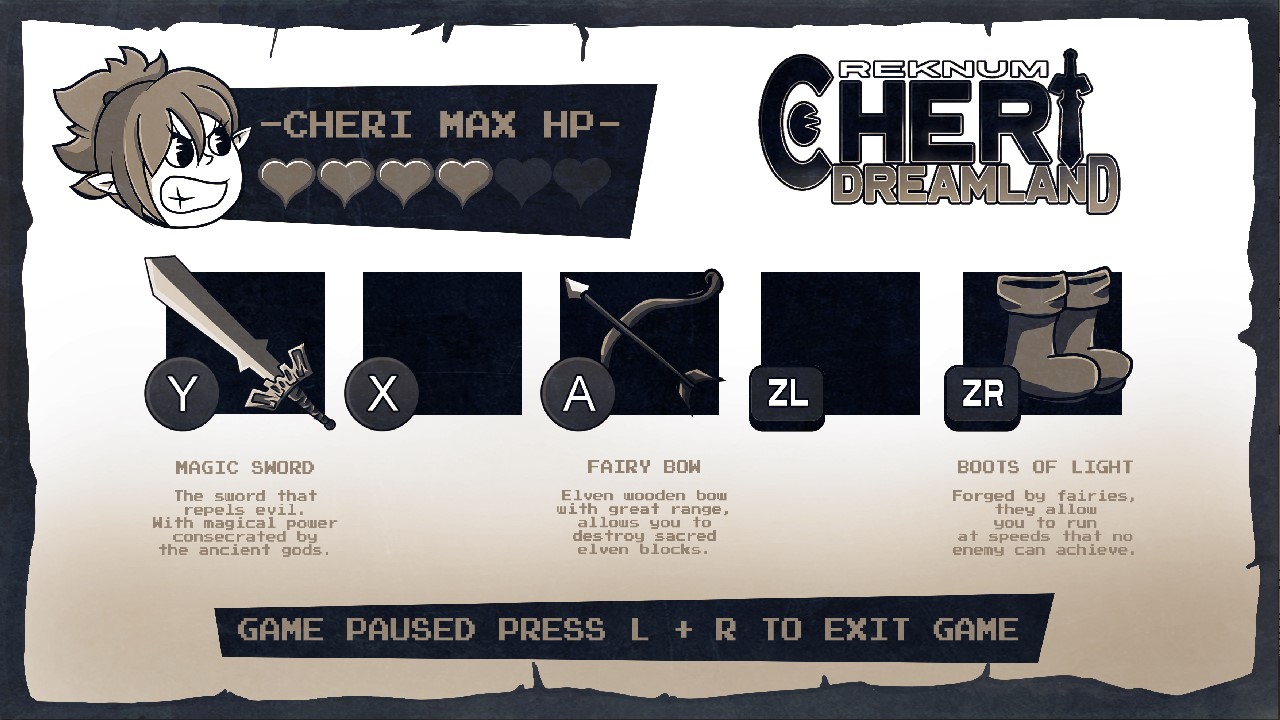 -CHERI MAX HP-
REKNUM
CHERI
DREAMLAND
Y
X
A
ZL
ZR
MAGIC SWORD
The sword that
repels evil.
With magical power
consecrated by
the ancient gods.
FAIRY BOW
Elven wooden bow
with great range,
allows you to
destroy sacred
elven blocks.
BOOTS OF LIGHT
Forged by fairies,
they allow
you to run
at speeds that no
enemy can achieve.
GAME PAUSED PRESS L + R TO EXIT GAME